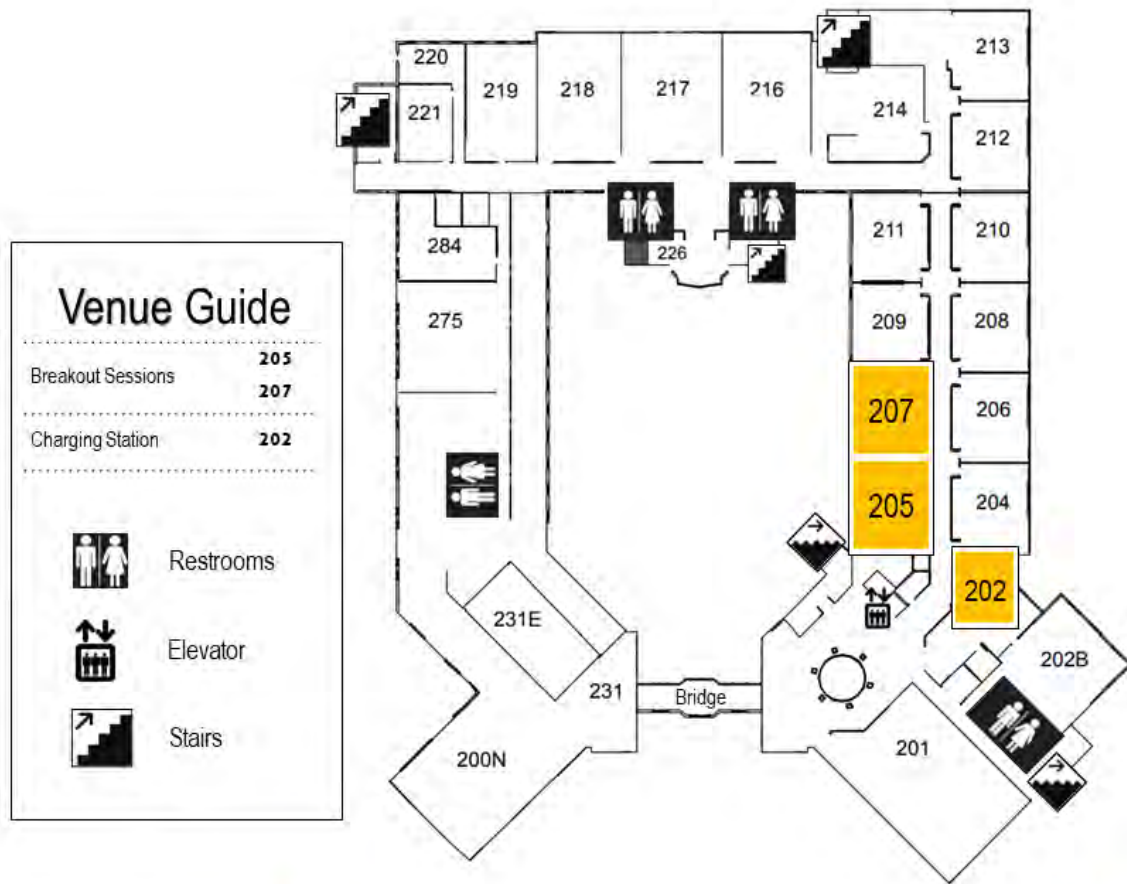 Venue Guide
Breakout Sessions 205
207
Charging Station 202
Restrooms
Elevator
Stairs
220
221
219
218
217
216
214
213
212
284
226
211
210
275
209
208
207
206
205
204
202
231E
231
Bridge
202B
200N
201